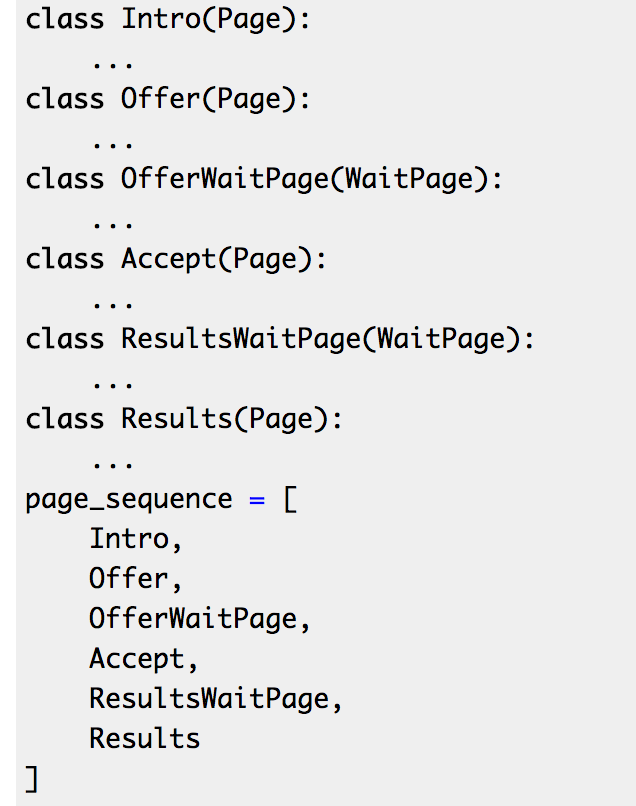 class Intro(Page):
    ...
class Offer(Page):
    ...
class OfferWaitPage(WaitPage):
    ...
class Accept(Page):
    ...
class ResultsWaitPage(WaitPage):
    ...
class Results(Page):
    ...
page_sequence = [
    Intro,
    Offer,
    OfferWaitPage,
    Accept,
    ResultsWaitPage,
    Results
]